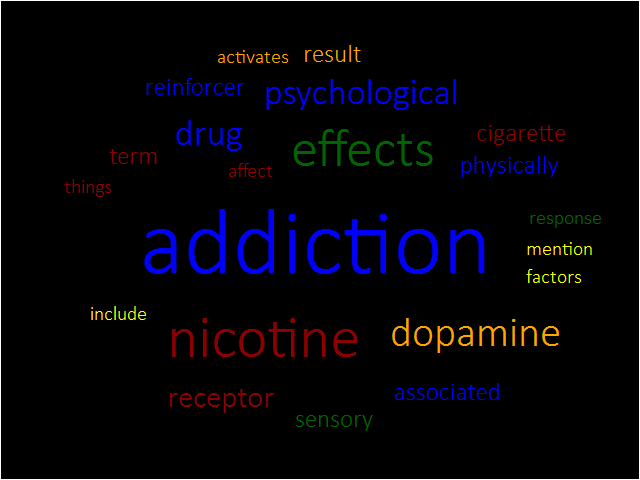 activates result
reinforcer psychological
drug effects cigarette
term affect physically
things
addiction response
mention
factors
include
nicotine dopamine
receptor associated
sensory